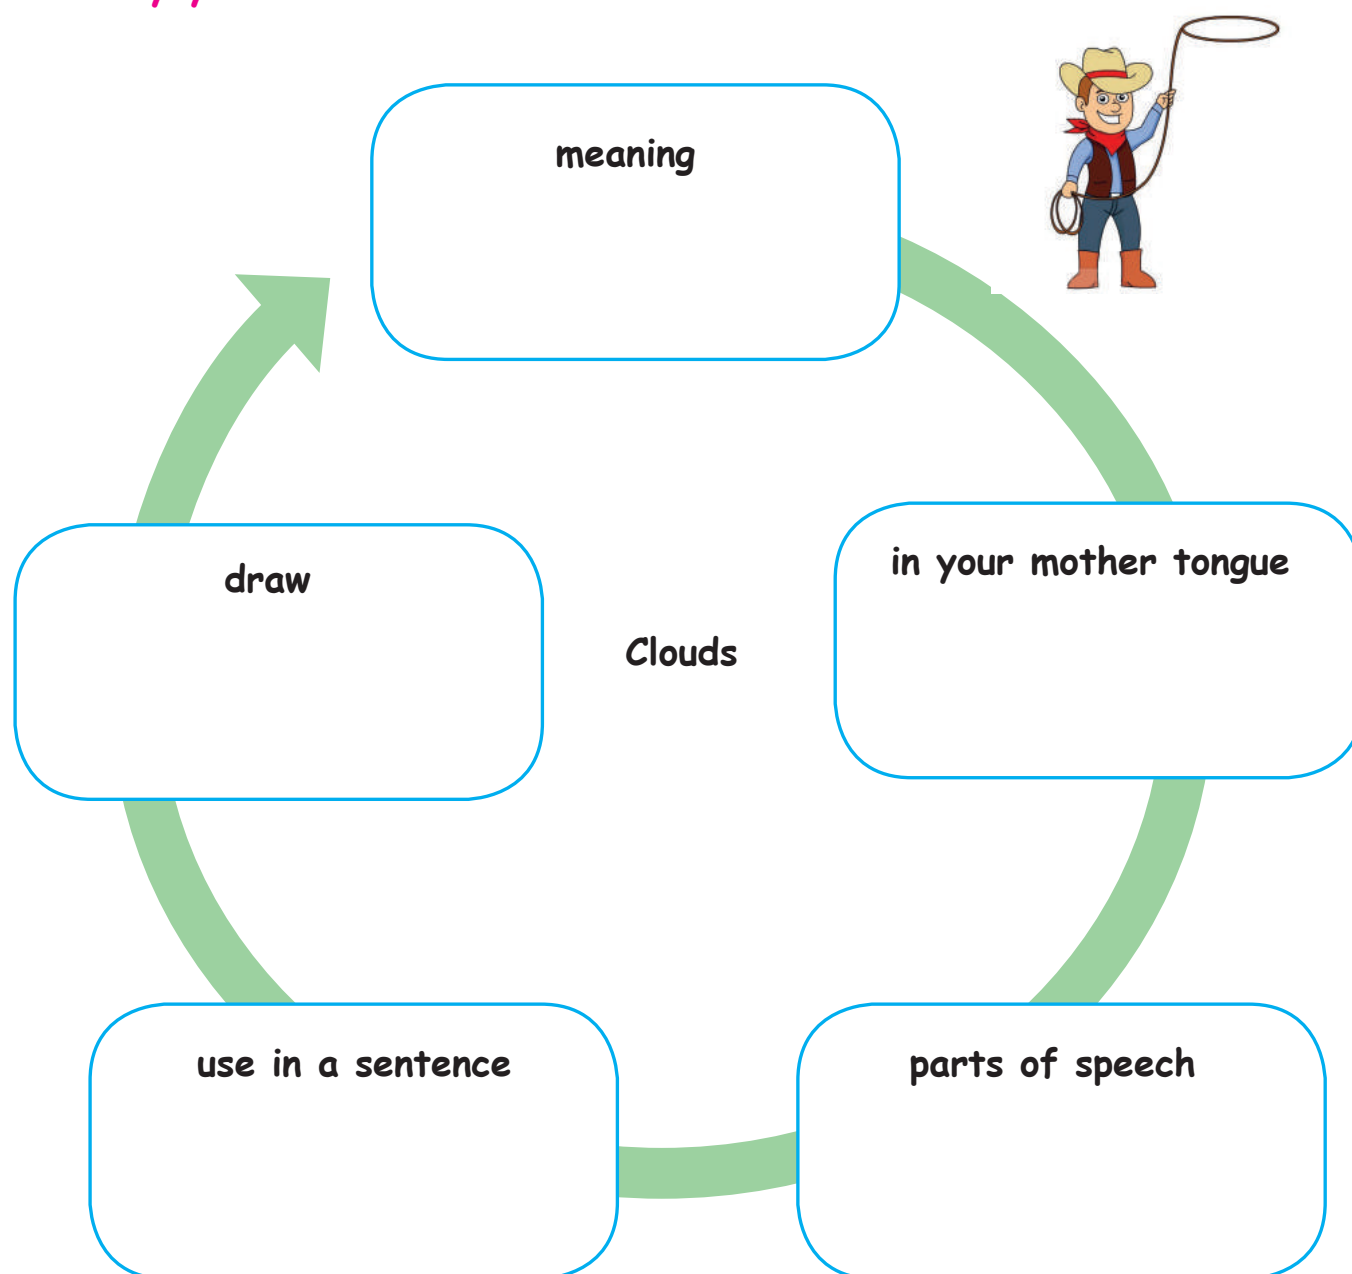 meaning
in your mother tongue
draw
Clouds
use in a sentence
parts of speech